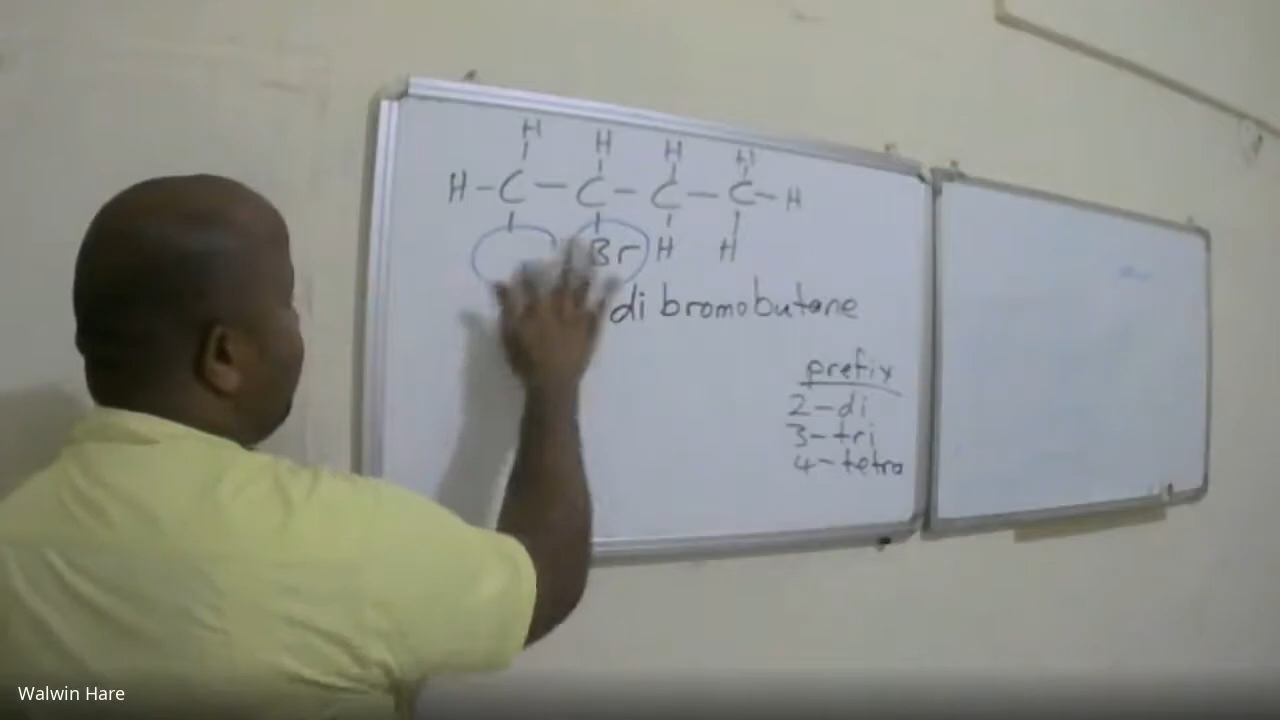 H H H H
H-C-C-C-C-H
Br H H
di bromobutane
prefix
2-di
3-tri
4-tetra
Walwin Hare